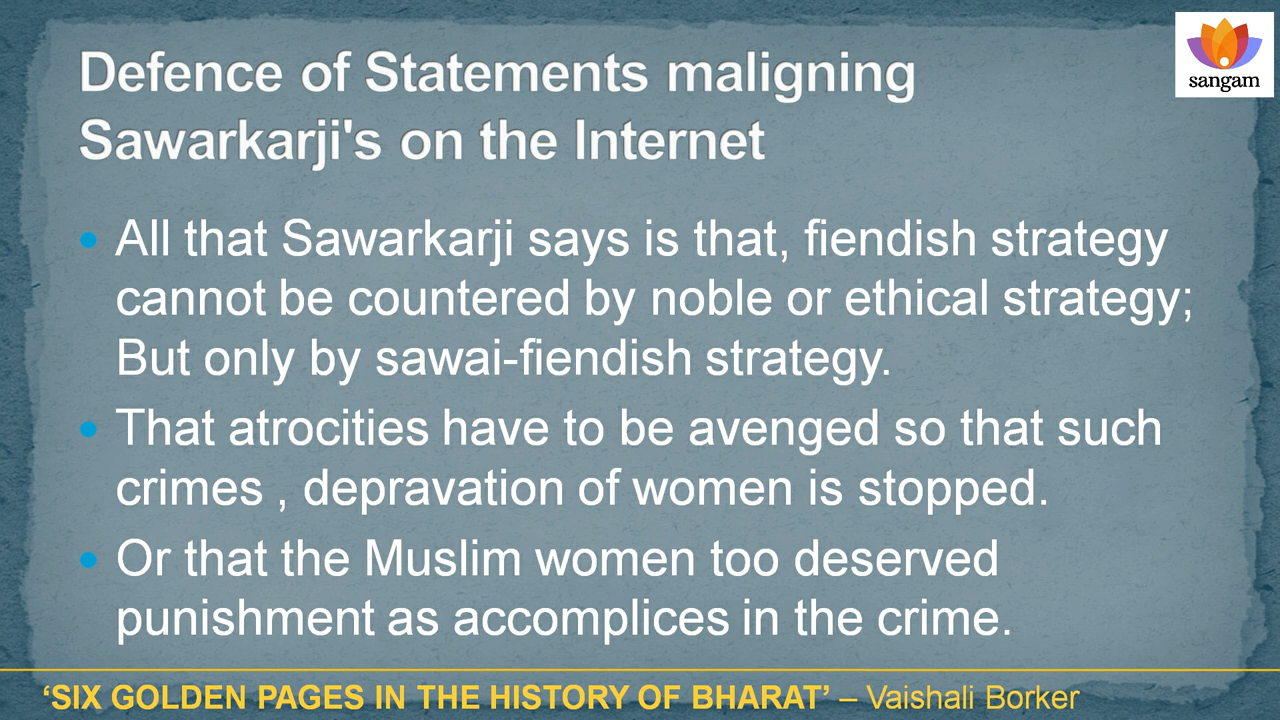 Defence of Statements maligning
Sawarkarji's on the Internet
sangam
All that Sawarkarji says is that, fiendish strategy
cannot be countered by noble or ethical strategy;
But only by sawai-fiendish strategy.
That atrocities have to be avenged so that such
crimes , depravation of women is stopped.
Or that the Muslim women too deserved
punishment as accomplices in the crime.
‘SIX GOLDEN PAGES IN THE HISTORY OF BHARAT’ – Vaishali Borker